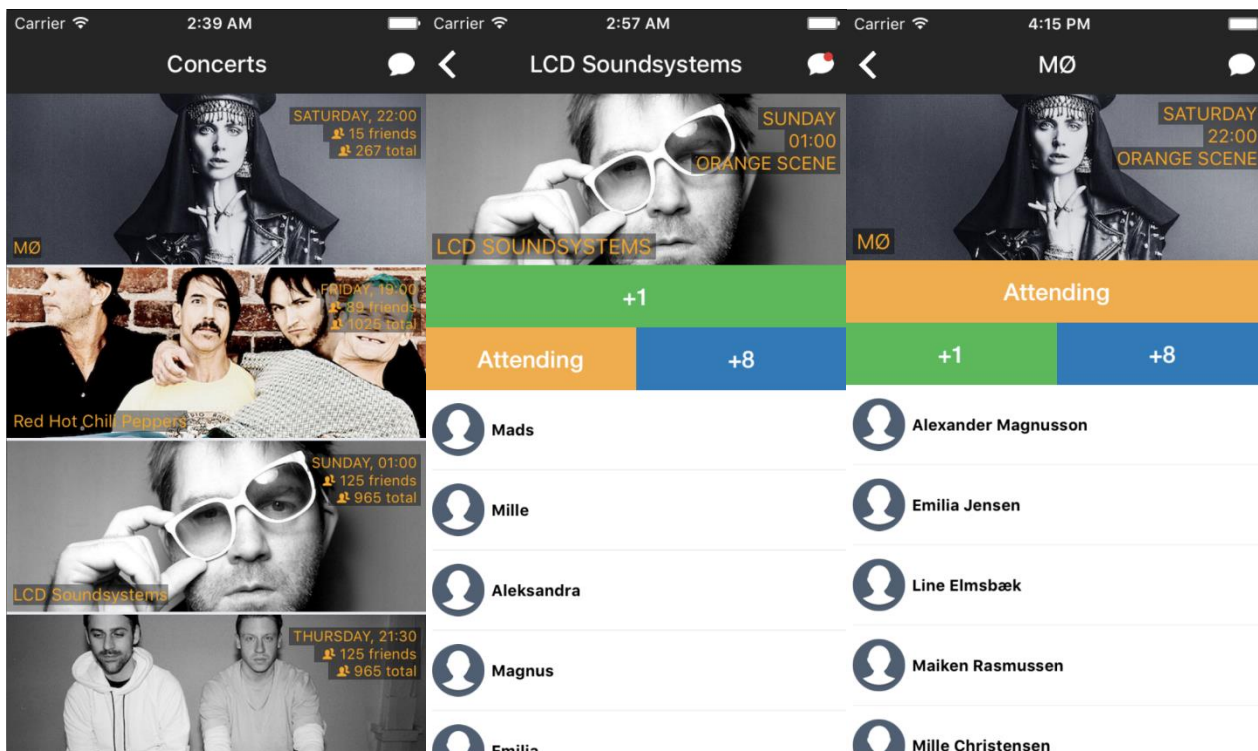 Carrier 2:39 AM
Concerts
SATURDAY, 22:00
15 friends
267 total
MØ
FRIDAY, 19:00
89 friends
1025 total
Red Hot Chili Peppers
SUNDAY, 01:00
125 friends
965 total
LCD Soundsystems
THURSDAY, 21:30
125 friends
965 total
Carrier 2:57 AM
LCD Soundsystems
SUNDAY
01:00
ORANGE SCENE
LCD SOUNDSYSTEMS
+1
Attending +8
Mads
Mille
Aleksandra
Magnus
Emilia
Carrier 4:15 PM
MØ
SATURDAY
22:00
ORANGE SCENE
MØ
Attending
+1 +8
Alexander Magnusson
Emilia Jensen
Line Elmsbæk
Maiken Rasmussen
Mille Christensen